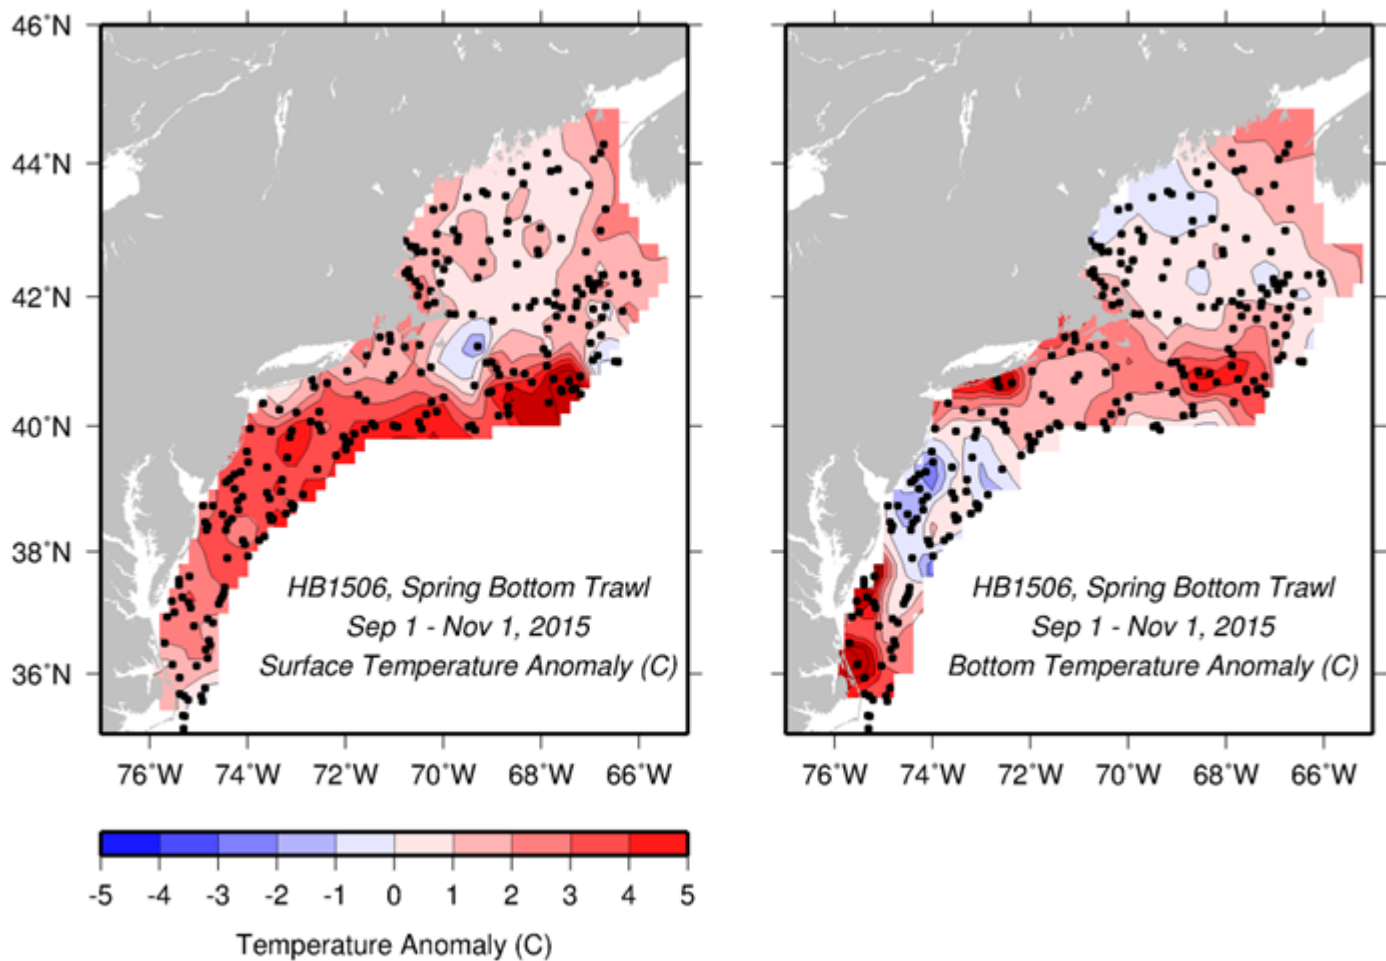 46°N
44°N
42°N
40°N
38°N
36°N
76°W 74°W 72°W 70°W 68°W 66°W
HB1506, Spring Bottom Trawl
Sep 1 - Nov 1, 2015
Surface Temperature Anomaly (C)
76°W 74°W 72°W 70°W 68°W 66°W
HB1506, Spring Bottom Trawl
Sep 1 - Nov 1, 2015
Bottom Temperature Anomaly (C)
-5 -4 -3 -2 -1 0 1 2 3 4 5
Temperature Anomaly (C)